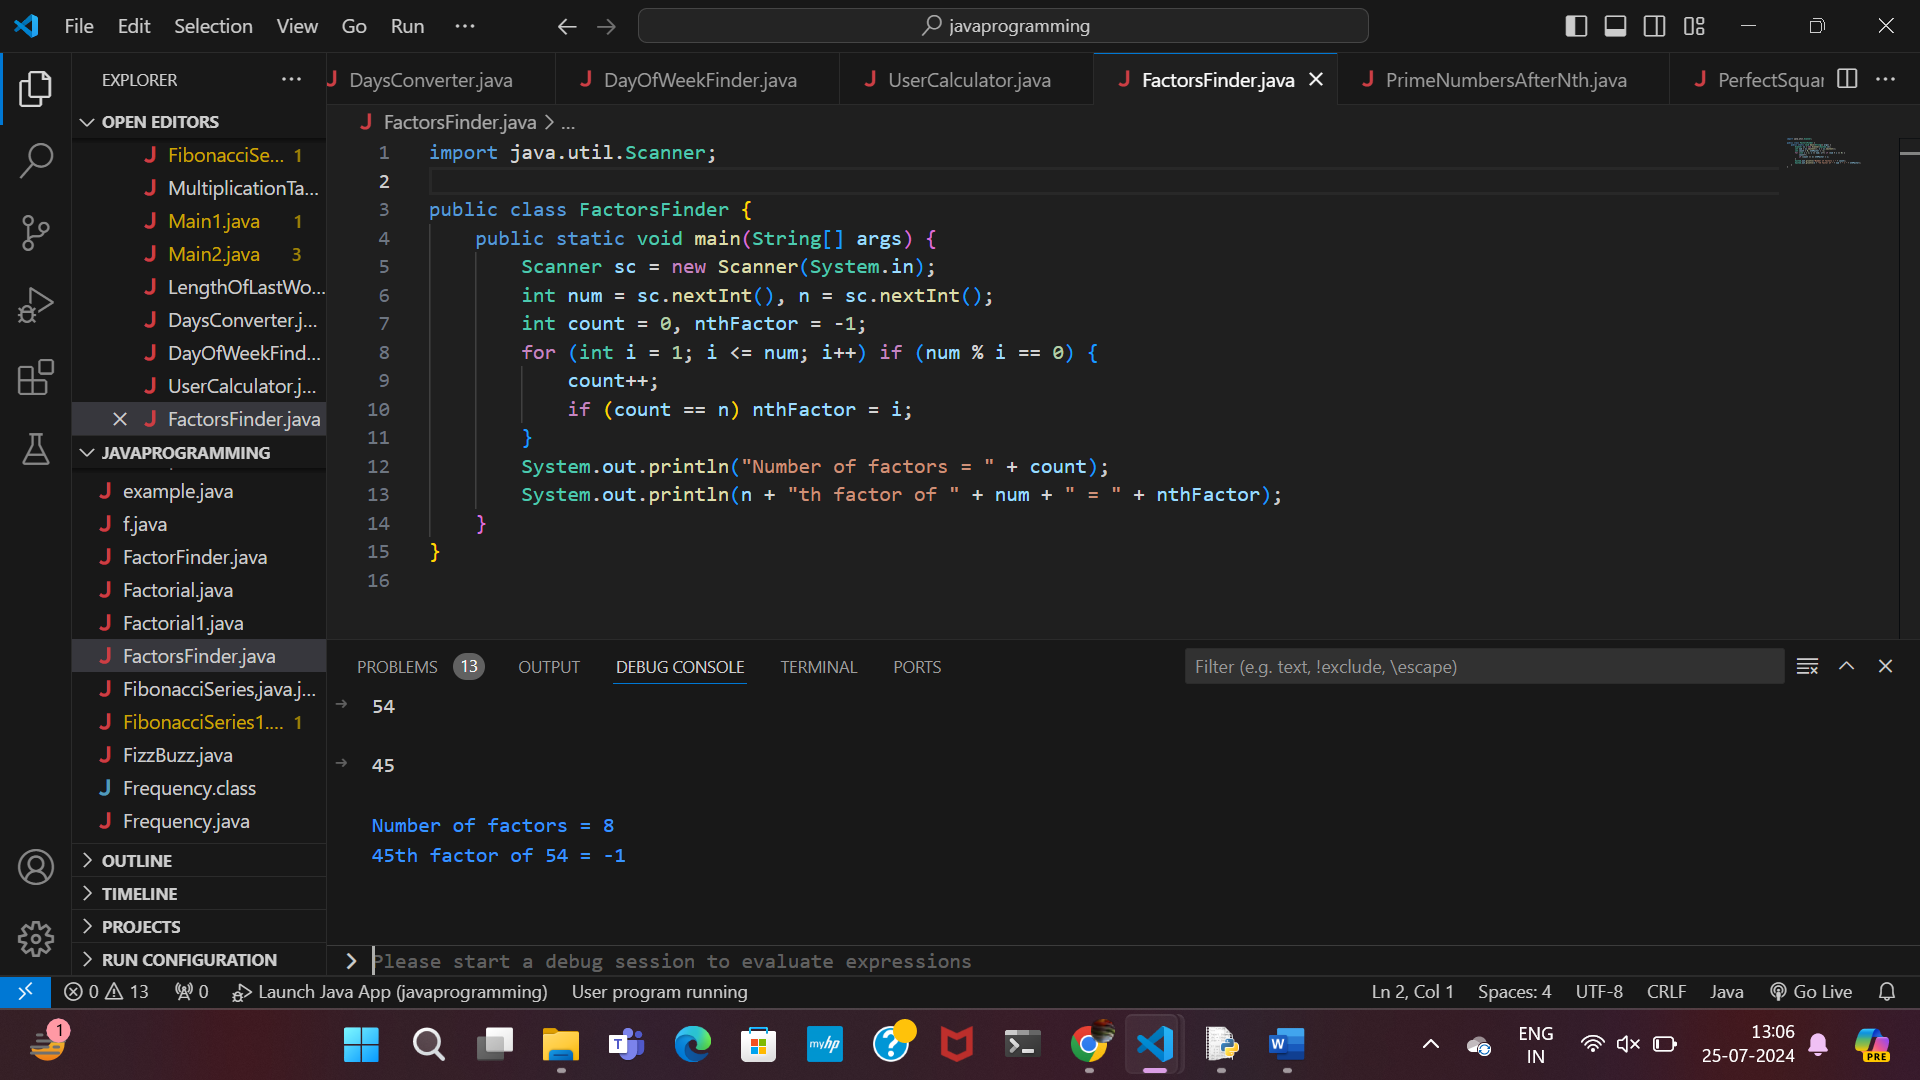 File Edit Selection View Go Run ··· javaprogramming
EXPLORER ···
DaysConverter.java DayOfWeekFinder.java UserCalculator.java FactorsFinder.java PrimeNumbersAfterNth.java PerfectSquar ···
OPEN EDITORS
FibonacciSe... 1
MultiplicationTa...
Main1.java 1
Main2.java 3
LengthOfLastWo...
DaysConverter.j...
DayOfWeekFind...
UserCalculator.j...
FactorsFinder.java
JAVAPROGRAMMING
example.java
f.java
FactorFinder.java
Factorial.java
Factorial1.java
FactorsFinder.java
FibonacciSeries,java.j...
FibonacciSeries1.... 1
FizzBuzz.java
Frequency.class
Frequency.java
OUTLINE
TIMELINE
PROJECTS
RUN CONFIGURATION
FactorsFinder.java > ...
1 import java.util.Scanner;
2
3 public class FactorsFinder {
4     public static void main(String[] args) {
5         Scanner sc = new Scanner(System.in);
6         int num = sc.nextInt(), n = sc.nextInt();
7         int count = 0, nthFactor = -1;
8         for (int i = 1; i <= num; i++) if (num % i == 0) {
9             count++;
10             if (count == n) nthFactor = i;
11         }
12         System.out.println("Number of factors = " + count);
13         System.out.println(n + "th factor of " + num + " = " + nthFactor);
14     }
15 }
16
PROBLEMS 13 OUTPUT DEBUG CONSOLE TERMINAL PORTS Filter (e.g. text, !exclude, \escape)
54
45
Number of factors = 8
45th factor of 54 = -1
Please start a debug session to evaluate expressions
0 13 0 Launch Java App (javaprogramming) User program running Ln 2, Col 1 Spaces: 4 UTF-8 CRLF Java Go Live
1 myhp W ENG
IN 13:06
25-07-2024 PRE